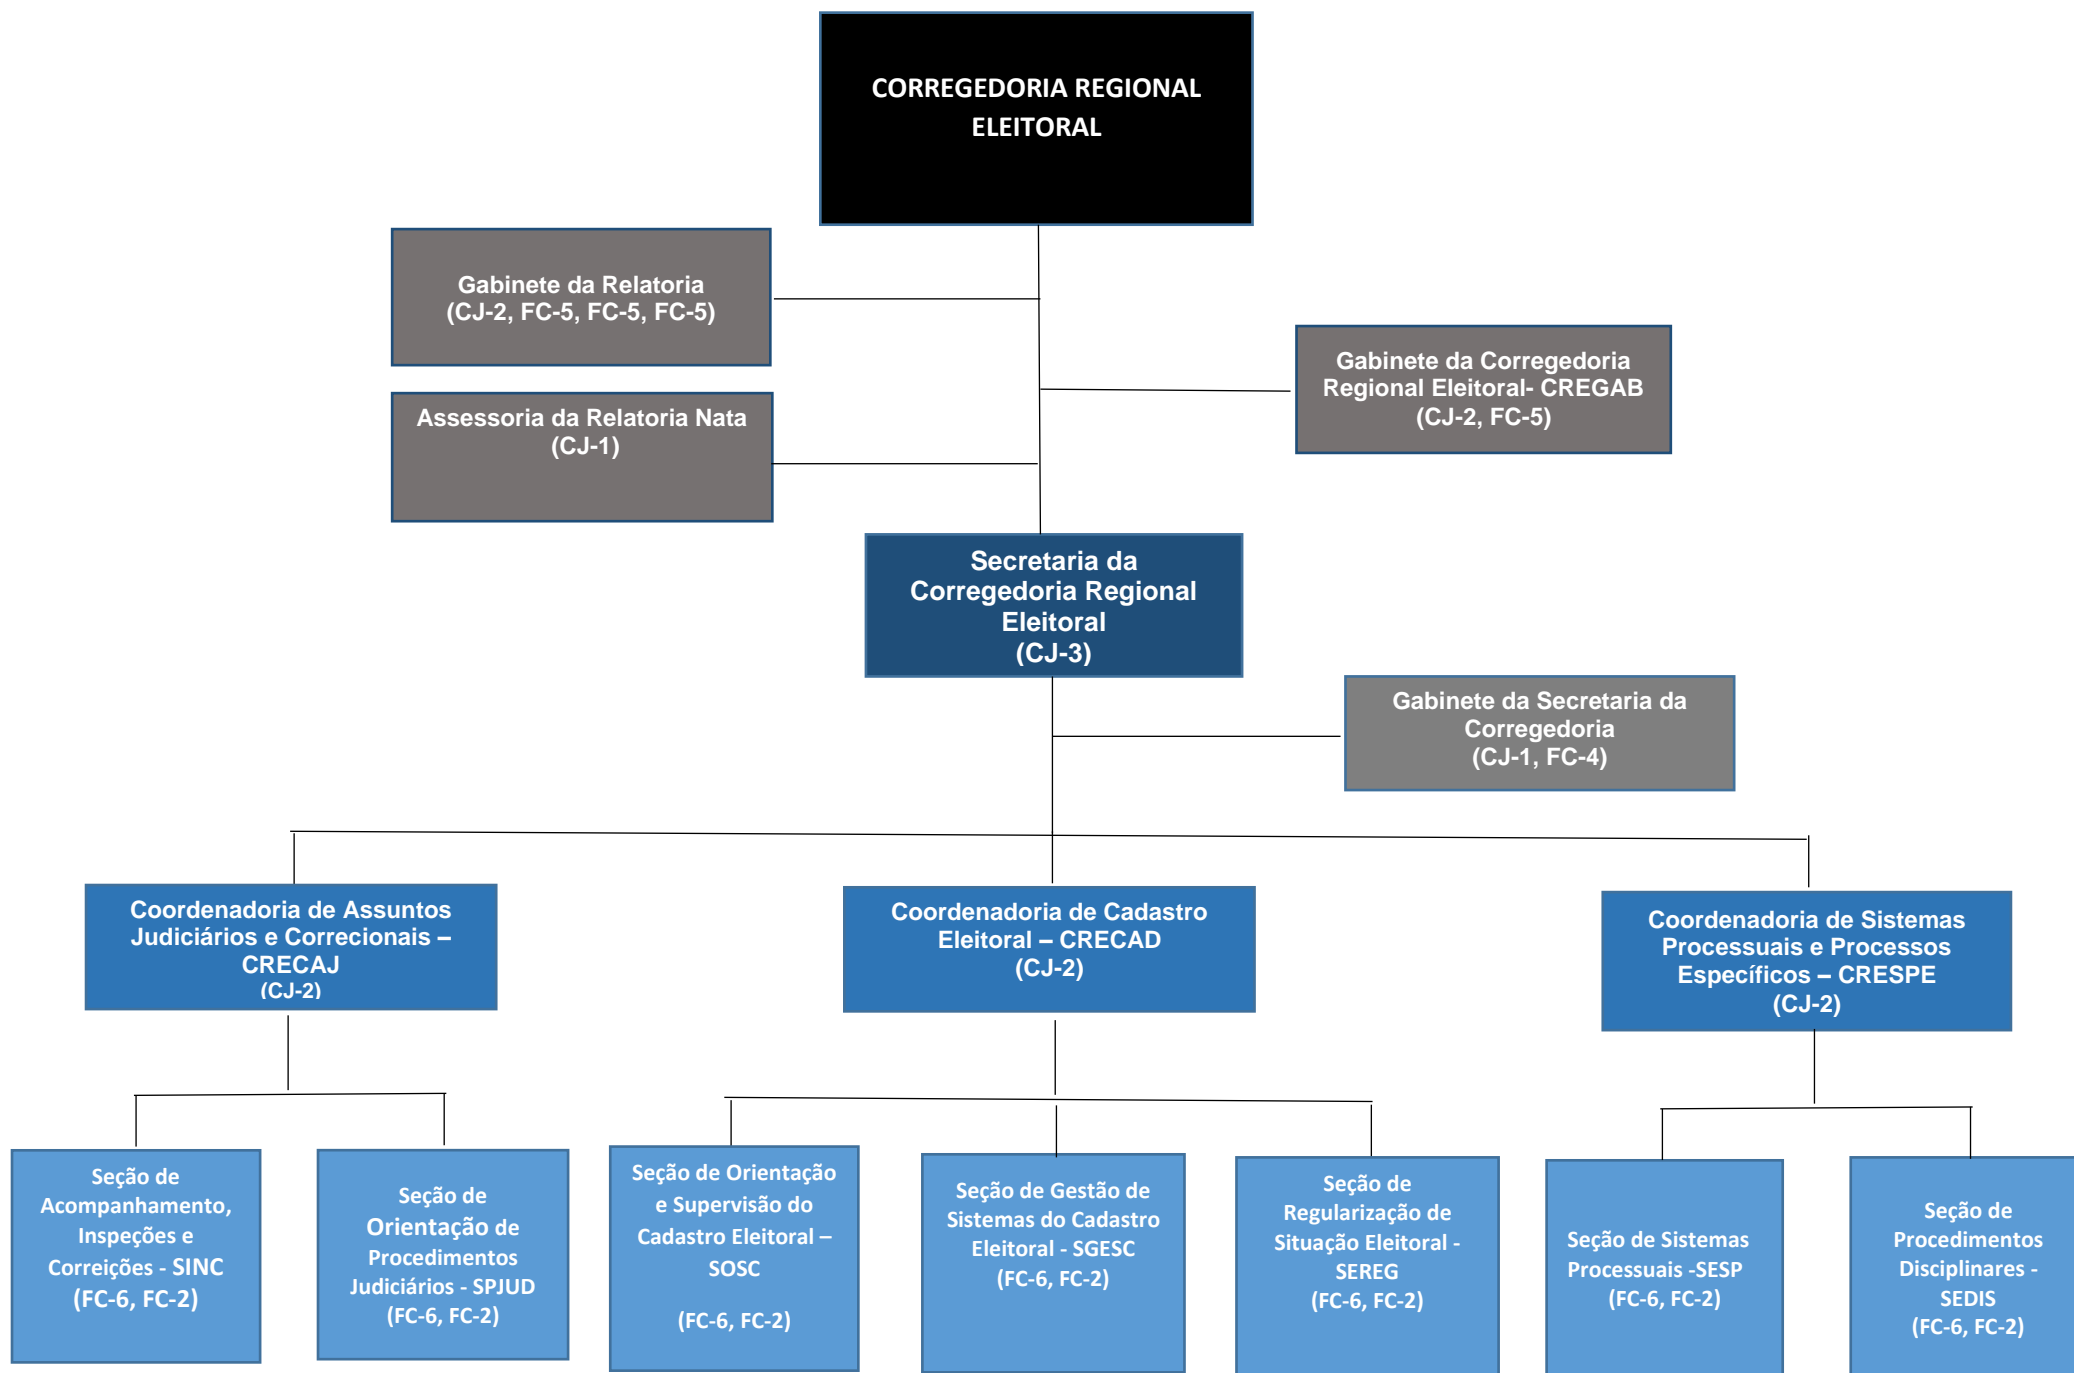 CORREGEDORIA REGIONAL
ELEITORAL
Gabinete da Relatoria
(CJ-2, FC-5, FC-5, FC-5)
Gabinete da Corregedoria
Regional Eleitoral- CREGAB
(CJ-2, FC-5)
Assessoria da Relatoria Nata
(CJ-1)
Secretaria da
Corregedoria Regional
Eleitoral
(CJ-3)
Gabinete da Secretaria da
Corregedoria
(CJ-1, FC-4)
Coordenadoria de Assuntos
Judiciários e Correcionais –
CRECAJ
(CJ-2)
Coordenadoria de Cadastro
Eleitoral – CRECAD
(CJ-2)
Coordenadoria de Sistemas
Processuais e Processos
Específicos – CRESPE
(CJ-2)
Seção de
Acompanhamento,
Inspeções e
Correições - SINC
(FC-6, FC-2)
Seção de
Orientação de
Procedimentos
Judiciários - SPJUD
(FC-6, FC-2)
Seção de Orientação
e Supervisão do
Cadastro Eleitoral –
SOSC
(FC-6, FC-2)
Seção de Gestão de
Sistemas do Cadastro
Eleitoral - SGESC
(FC-6, FC-2)
Seção de
Regularização de
Situação Eleitoral -
SEREG
(FC-6, FC-2)
Seção de Sistemas
Processuais -SESP
(FC-6, FC-2)
Seção de
Procedimentos
Disciplinares -
SEDIS
(FC-6, FC-2)